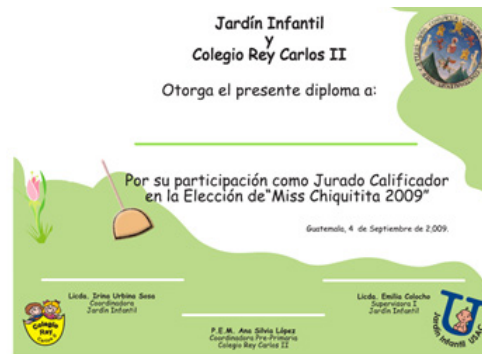 Jardín Infantil
y
Colegio Rey Carlos II
Otorga el presente diploma a:
Por su participación como Jurado Calificador
en la Elección de"Miss Chiquitita 2009"
Guatemala, 4 de Septiembre de 2,009.
Licda. Irina Urbina Sosa
Coordinadora
Jardín Infantil
Licda. Emilia Colocho
Supervisora I
Jardín Infantil
P.E.M. Ana Silvia López
Coordinadora Pre-Primaria
Colegio Rey Carlos II
Colegio
Rey
Carlos II
U
Jardín Infantil USAC